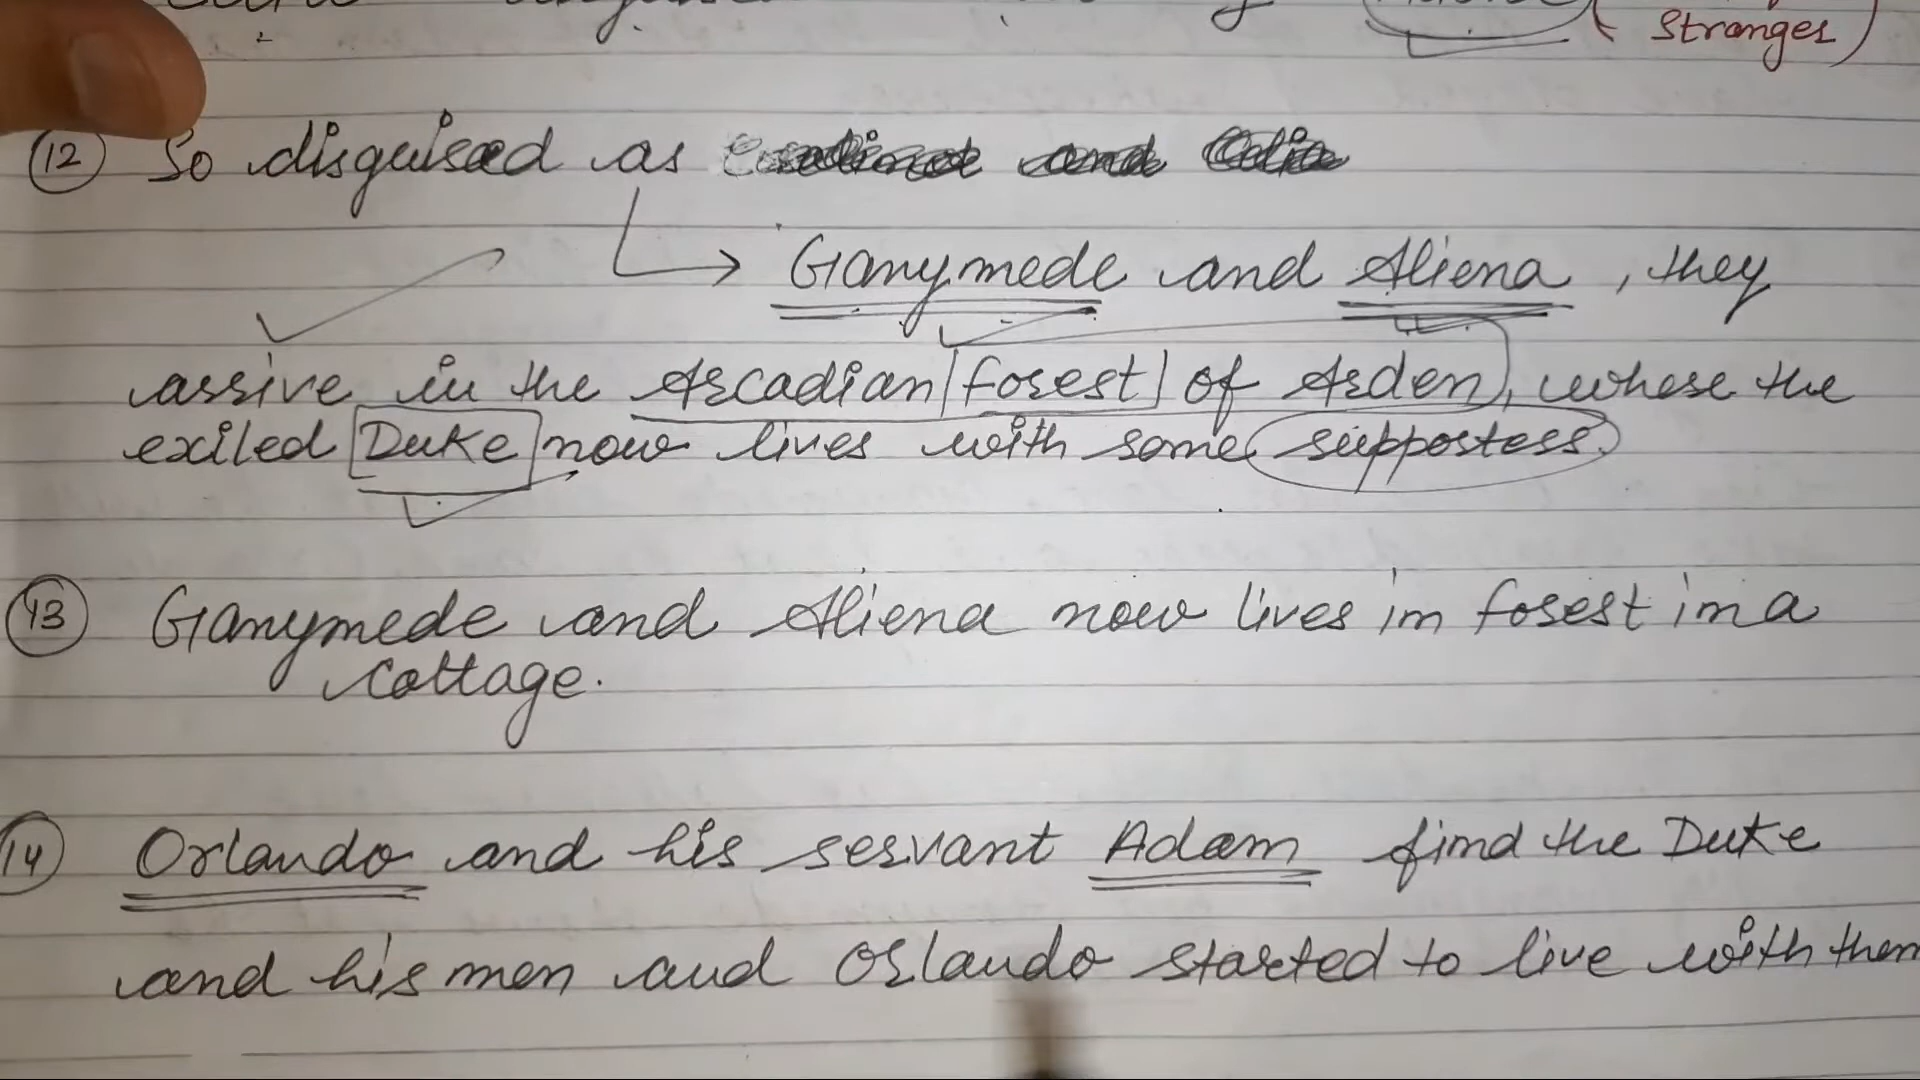 ( Stranger )
12 So disguised as
→ Ganymede and Aliena, they
arrive in the Arcadian forest of Arden, where the
exiled Duke now lives with some supporters.
13 Ganymede and Aliena now lives in forest in a
cottage.
14 Orlando and his servant Adam find the Duke
and his men and Orlando started to live with them